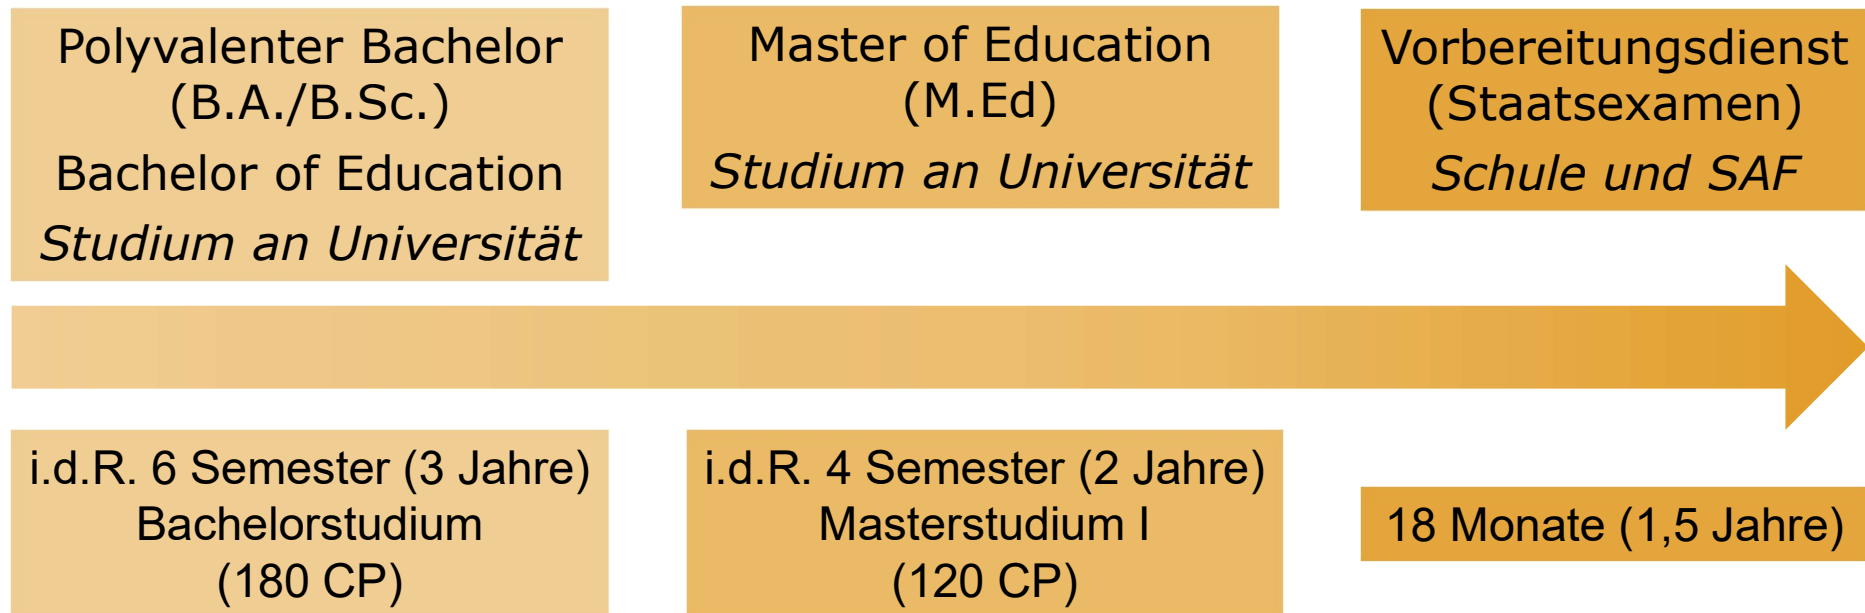 Polyvalenter Bachelor
(B.A./B.Sc.)
Bachelor of Education
Studium an Universität
Master of Education
(M.Ed)
Studium an Universität
Vorbereitungsdienst
(Staatsexamen)
Schule und SAF
i.d.R. 6 Semester (3 Jahre)
Bachelorstudium
(180 CP)
i.d.R. 4 Semester (2 Jahre)
Masterstudium I
(120 CP)
18 Monate (1,5 Jahre)